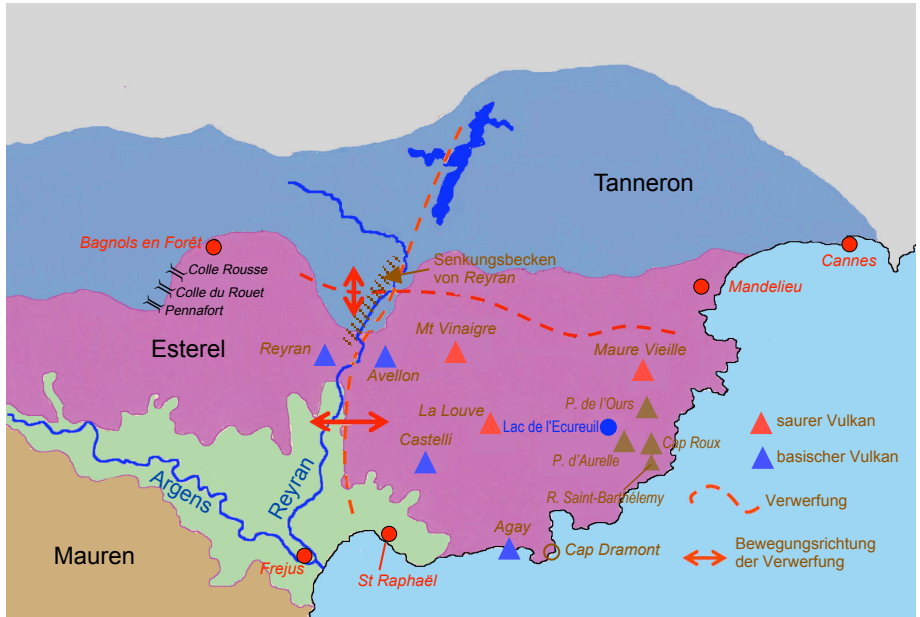 Tanneron
Bagnols en Forêt
Cannes
Senkungsbecken
von Reyran
Colle Rousse
Colle du Rouet
Pennafort
Mandelieu
Mt Vinaigre
Esterel
Reyran
Maure Vieille
Avellon
P. de l'Ours
La Louve
Lac de l'Ecureuil
saurer Vulkan
Castelli
Cap Roux
basischer Vulkan
P. d'Aurelle
Argens
Reyran
R. Saint-Barthélemy
Verwerfung
Agay
Mauren
Frejus
St Raphaël
Cap Dramont
Bewegungsrichtung
der Verwerfung